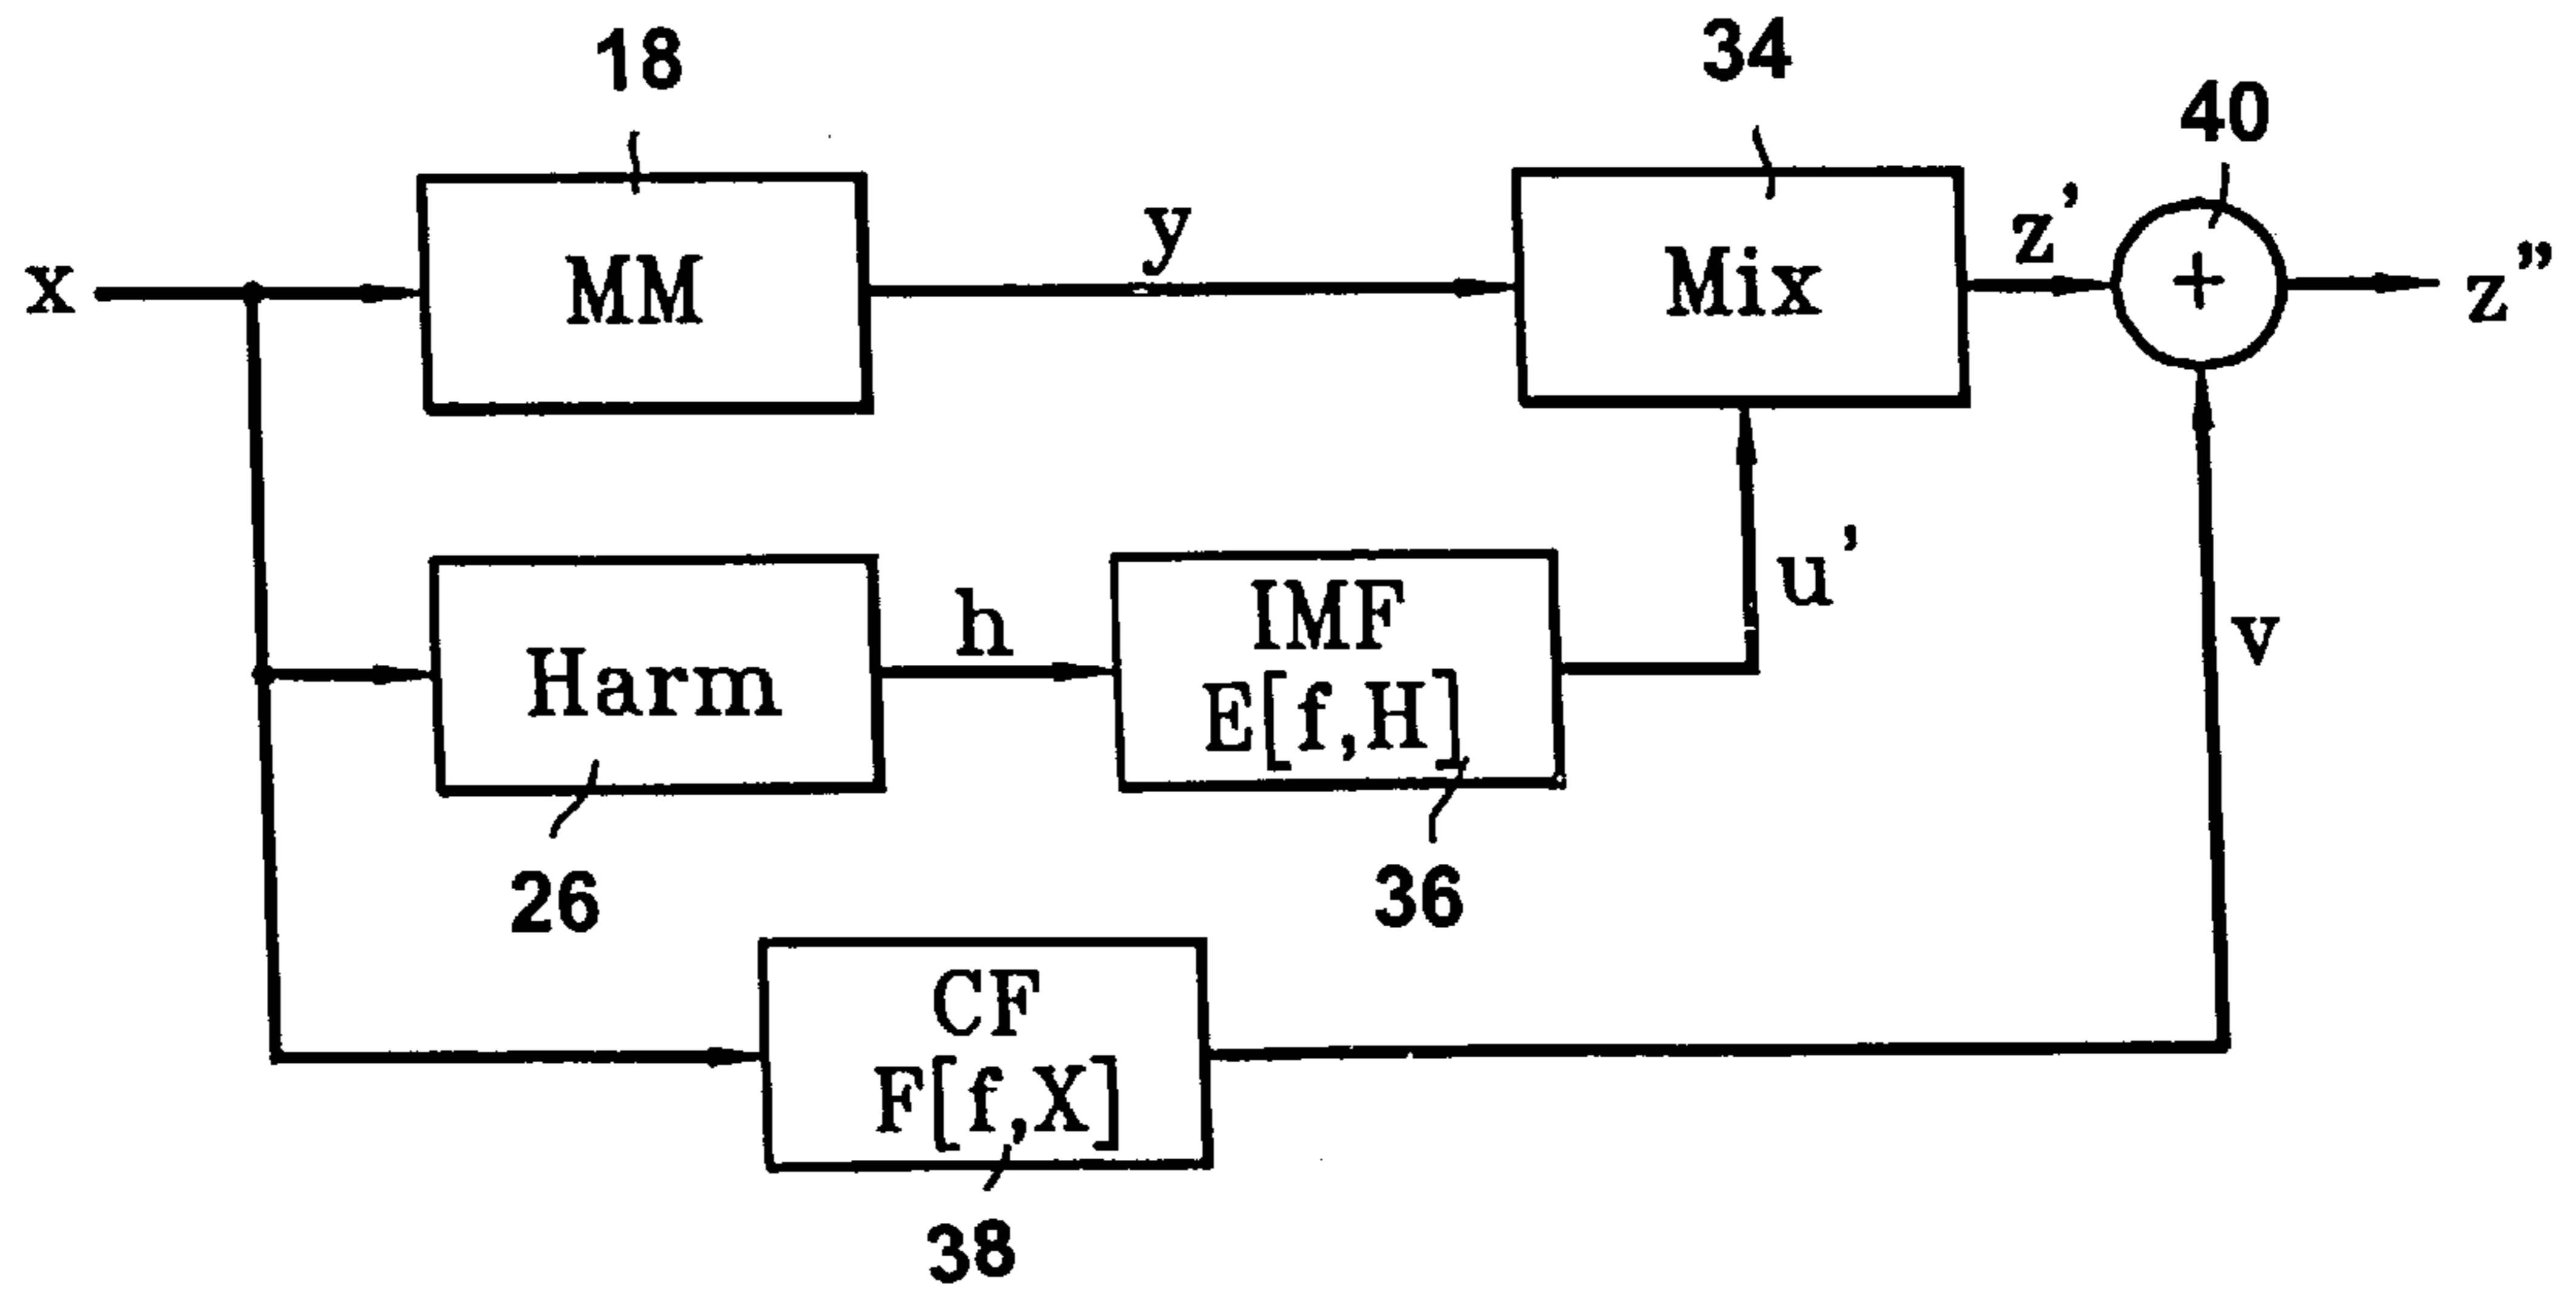 18
34
40
x
MM
y
Mix
z'
+
z"
Harm
h
IMF
E[f,H]
u'
v
26
36
CF
F[f,X]
38